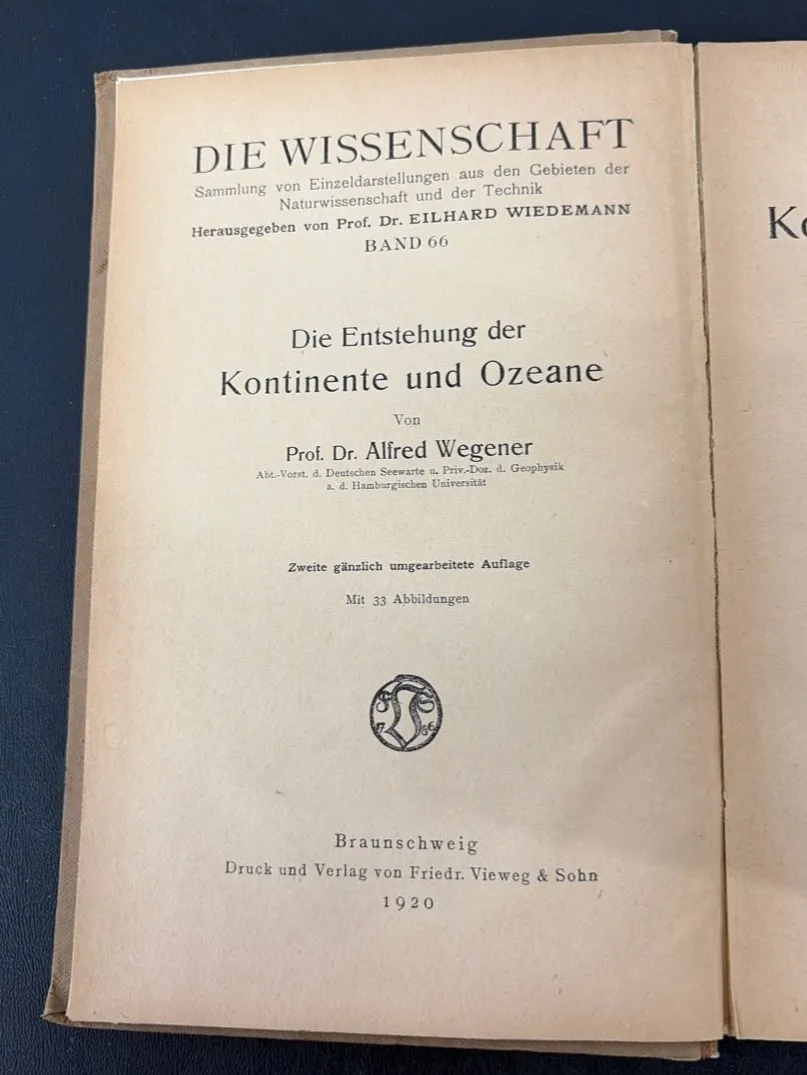 DIE WISSENSCHAFT
Sammlung von Einzeldarstellungen aus den Gebieten der
Naturwissenschaft und der Technik
Herausgegeben von Prof. Dr. EILHARD WIEDEMANN
BAND 66
Die Entstehung der
Kontinente und Ozeane
Von
Prof. Dr. Alfred Wegener
Abt.-Vorst. d. Deutschen Seewarte u. Priv.-Doz. d. Geophysik
a. d. Hamburgischen Universität
Zweite gänzlich umgearbeitete Auflage
Mit 33 Abbildungen
Braunschweig
Druck und Verlag von Friedr. Vieweg & Sohn
1920